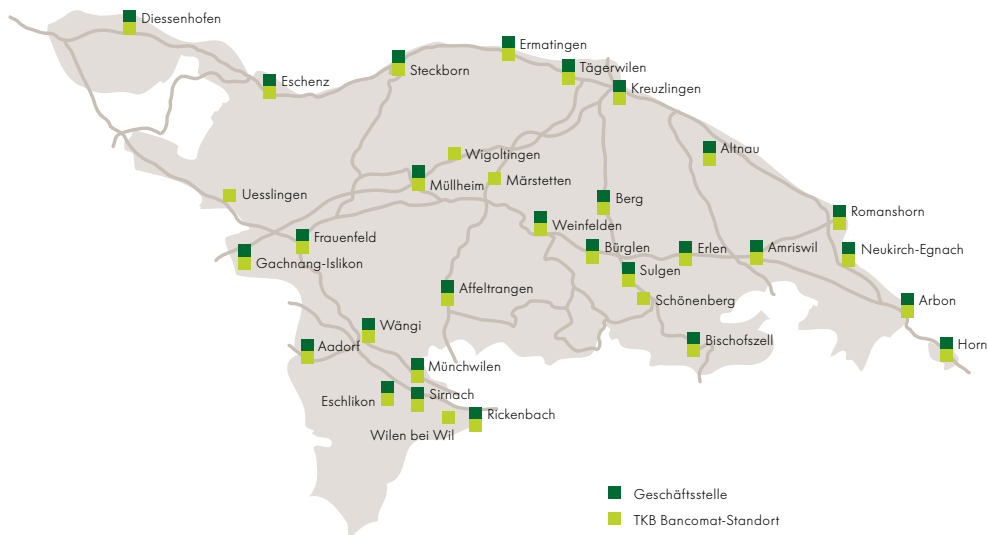 Diessenhofen
Ermatingen
Tägerwilen
Steckborn
Eschenz
Kreuzlingen
Altnau
Wigoltingen
Märstetten
Müllheim
Uesslingen
Berg
Romanshorn
Weinfelden
Frauenfeld
Bürglen
Erlen
Amriswil
Neukirch-Egnach
Gachnang-Islikon
Sulgen
Affeltrangen
Schönenberg
Arbon
Wängi
Bischofszell
Horn
Aadorf
Münchwilen
Sirnach
Eschlikon
Rickenbach
Wilen bei Wil
Geschäftsstelle
TKB Bancomat-Standort